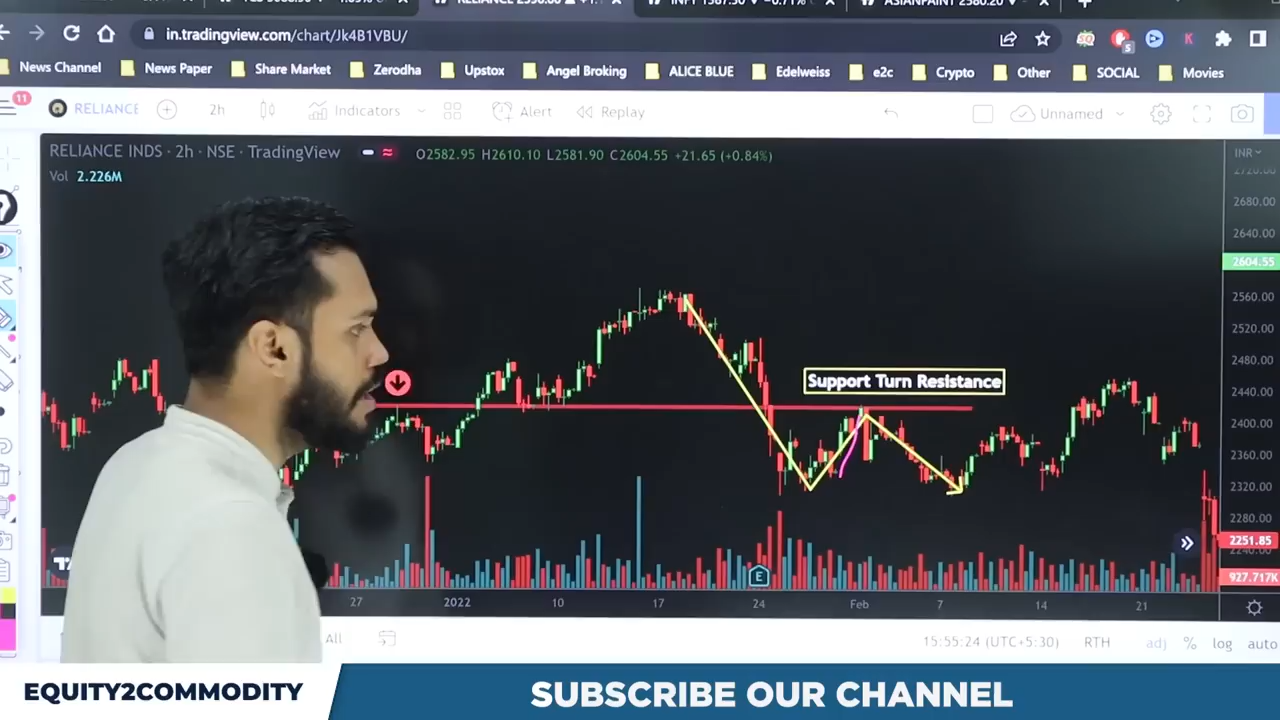 in.tradingview.com/chart/Jk4B1VBU/
News Channel News Paper Share Market Zerodha Upstox Angel Broking ALICE BLUE Edelweiss e2c Crypto Other SOCIAL Movies
11
RELIANCE 2h Indicators Alert Replay Unnamed
RELIANCE INDS · 2h · NSE · TradingView O2582.95 H2610.10 L2581.90 C2604.55 +21.65 (+0.84%) INR
Vol 2.226M
2680.00
2640.00
2604.55
2560.00
2520.00
2480.00
Support Turn Resistance
2440.00
2400.00
2360.00
2320.00
2280.00
2251.85
2240.00
E 927.717K
27 2022 10 17 24 Feb 7 14 21
All 15:55:24 (UTC+5:30) RTH adj % log auto
EQUITY2COMMODITY
SUBSCRIBE OUR CHANNEL